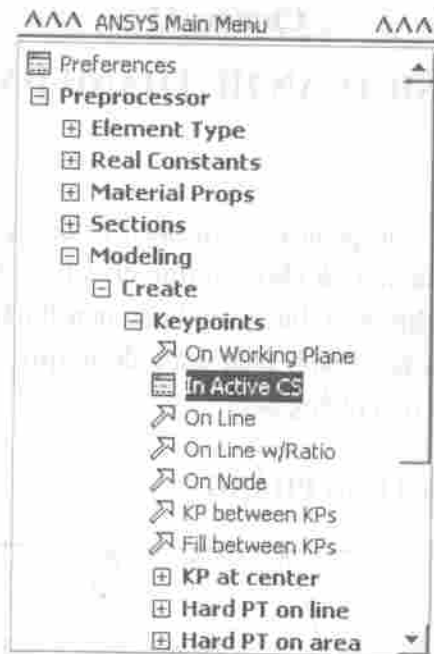 ΛΛΛ ANSYS Main Menu ΛΛΛ
Preferences
Preprocessor
Element Type
Real Constants
Material Props
Sections
Modeling
Create
Keypoints
On Working Plane
In Active CS
On Line
On Line w/Ratio
On Node
KP between KPs
Fill between KPs
KP at center
Hard PT on line
Hard PT on area